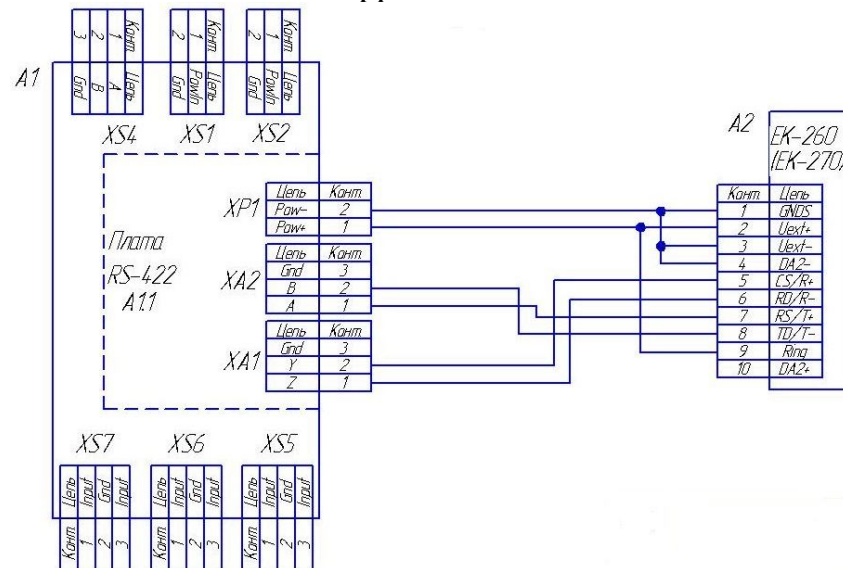 A1
Конт. 1 2 3
Цепь A B Gnd
XS4
Конт. 1 2
Цепь PowIn Gnd
XS1
Конт. 1 2
Цепь PowIn Gnd
XS2
Плата
RS-422
A1.1
XP1
Цепь Конт.
Pow- 2
Pow+ 1
XA2
Цепь Конт.
Gnd 3
B 2
A 1
XA1
Цепь Конт.
Gnd 3
Y 2
Z 1
XS7
Цепь Input Gnd Input
Конт. 1 2 3
XS6
Цепь Input Gnd Input
Конт. 1 2 3
XS5
Цепь Input Gnd Input
Конт. 1 2 3
A2
EK-260
(EK-270)
Конт. Цепь
1 GNDS
2 Uext+
3 Uext-
4 DA2-
5 CS/R+
6 RD/R-
7 RS/T+
8 TD/T-
9 Ring
10 DA2+